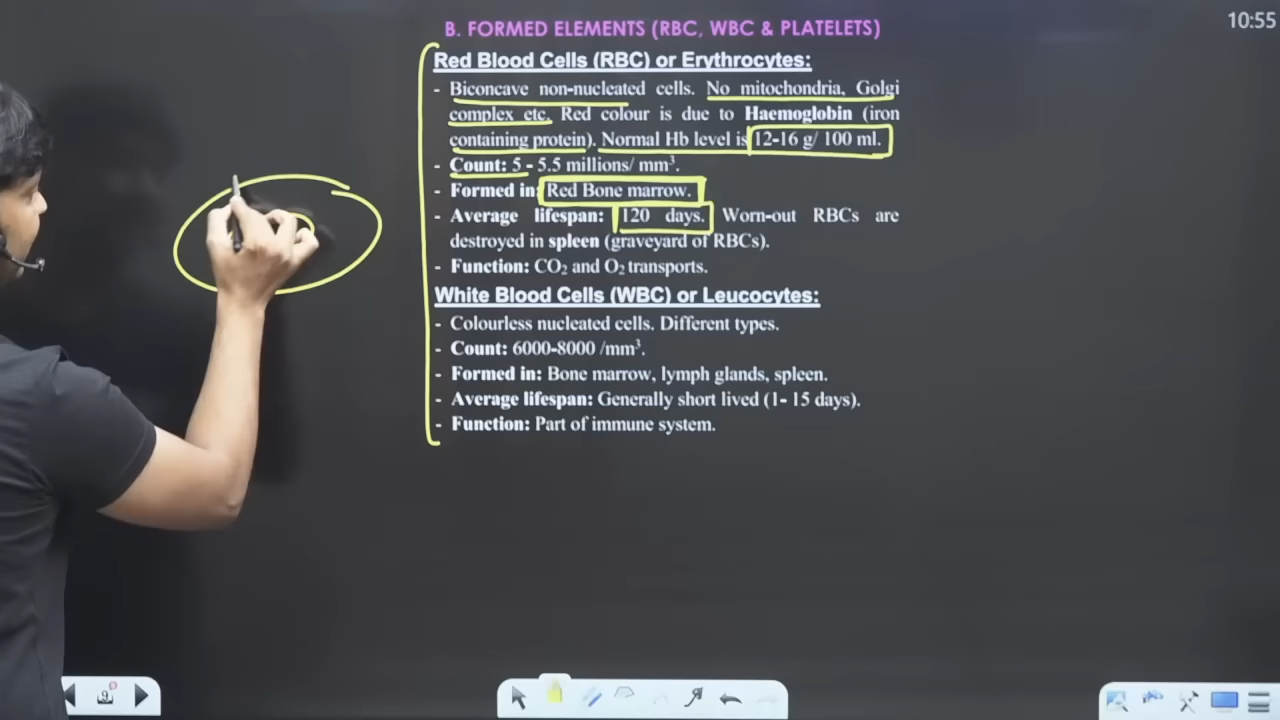 10:55
B. FORMED ELEMENTS (RBC, WBC & PLATELETS)
Red Blood Cells (RBC) or Erythrocytes:
- Biconcave non-nucleated cells. No mitochondria, Golgi
complex etc. Red colour is due to Haemoglobin (iron
containing protein). Normal Hb level is 12-16 g/ 100 ml.
- Count: 5 - 5.5 millions/ mm³.
- Formed in: Red Bone marrow.
- Average lifespan: 120 days. Worn-out RBCs are
destroyed in spleen (graveyard of RBCs).
- Function: CO₂ and O₂ transports.
White Blood Cells (WBC) or Leucocytes:
- Colourless nucleated cells. Different types.
- Count: 6000-8000 /mm³.
- Formed in: Bone marrow, lymph glands, spleen.
- Average lifespan: Generally short lived (1- 15 days).
- Function: Part of immune system.